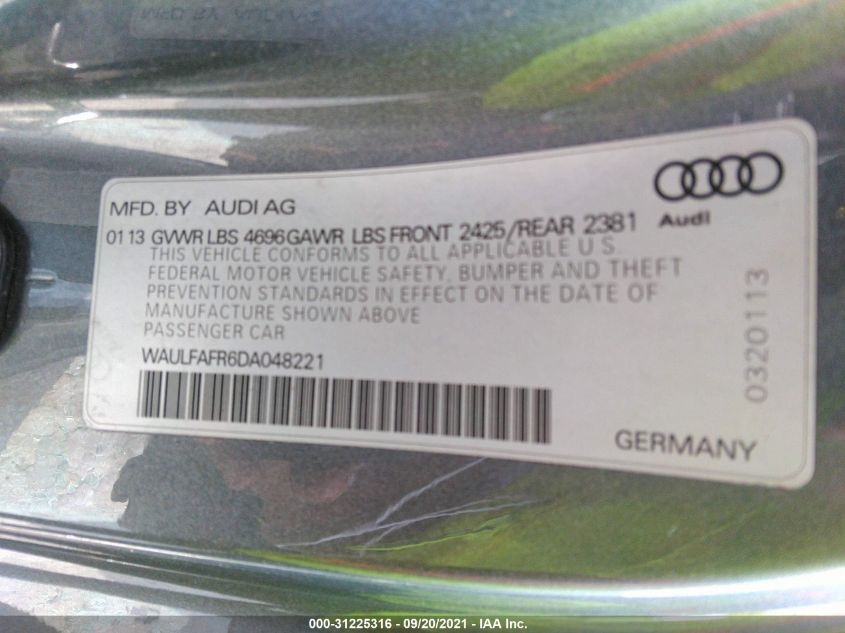 MFD. BY AUDI AG
Audi
01 13 GVWR LBS 4696 GAWR LBS FRONT 2425/REAR 2381
THIS VEHICLE CONFORMS TO ALL APPLICABLE U S.
FEDERAL MOTOR VEHICLE SAFETY, BUMPER AND THEFT
PREVENTION STANDARDS IN EFFECT ON THE DATE OF
MANUFACTURE SHOWN ABOVE
PASSENGER CAR
WAULFAFR6DA048221
0320113
GERMANY
000-31225316 - 09/20/2021 - IAA Inc.